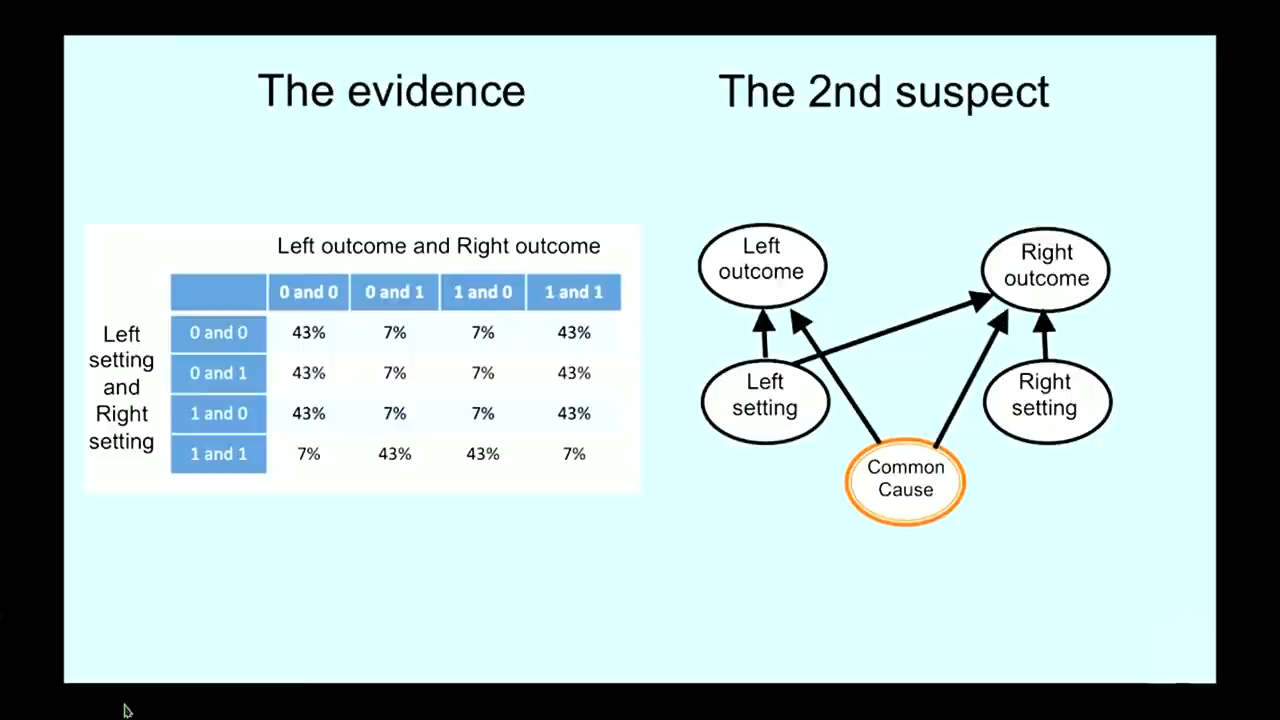 The evidence
The 2nd suspect
Left outcome and Right outcome
0 and 0 0 and 1 1 and 0 1 and 1
Left
setting
and
Right
setting
0 and 0 43% 7% 7% 43%
0 and 1 43% 7% 7% 43%
1 and 0 43% 7% 7% 43%
1 and 1 7% 43% 43% 7%
Left
outcome
Right
outcome
Left
setting
Right
setting
Common
Cause